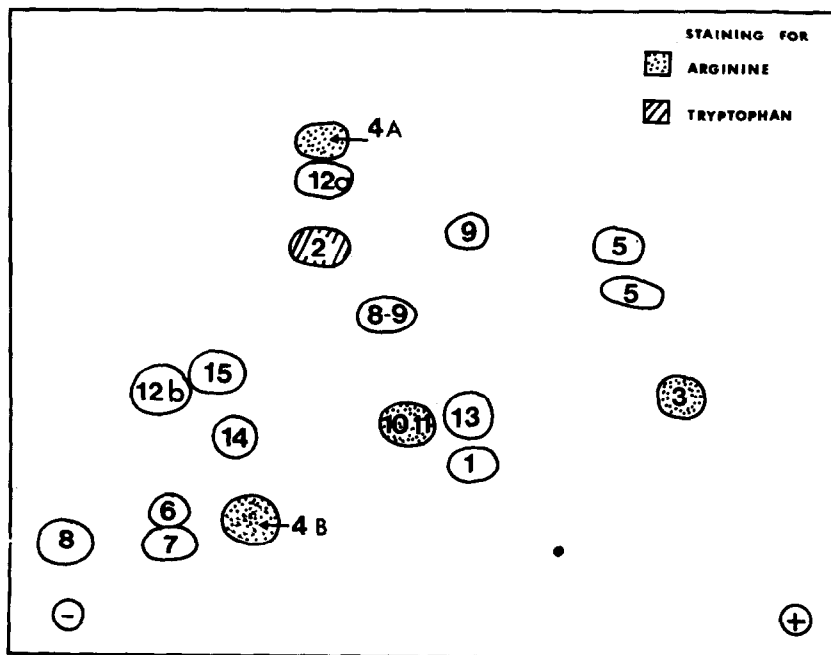 STAINING FOR
ARGININE
TRYPTOPHAN
4A
12a
2
9
5
5
8-9
15
12b
3
10.11
13
14
1
6
4B
7
8
-
+